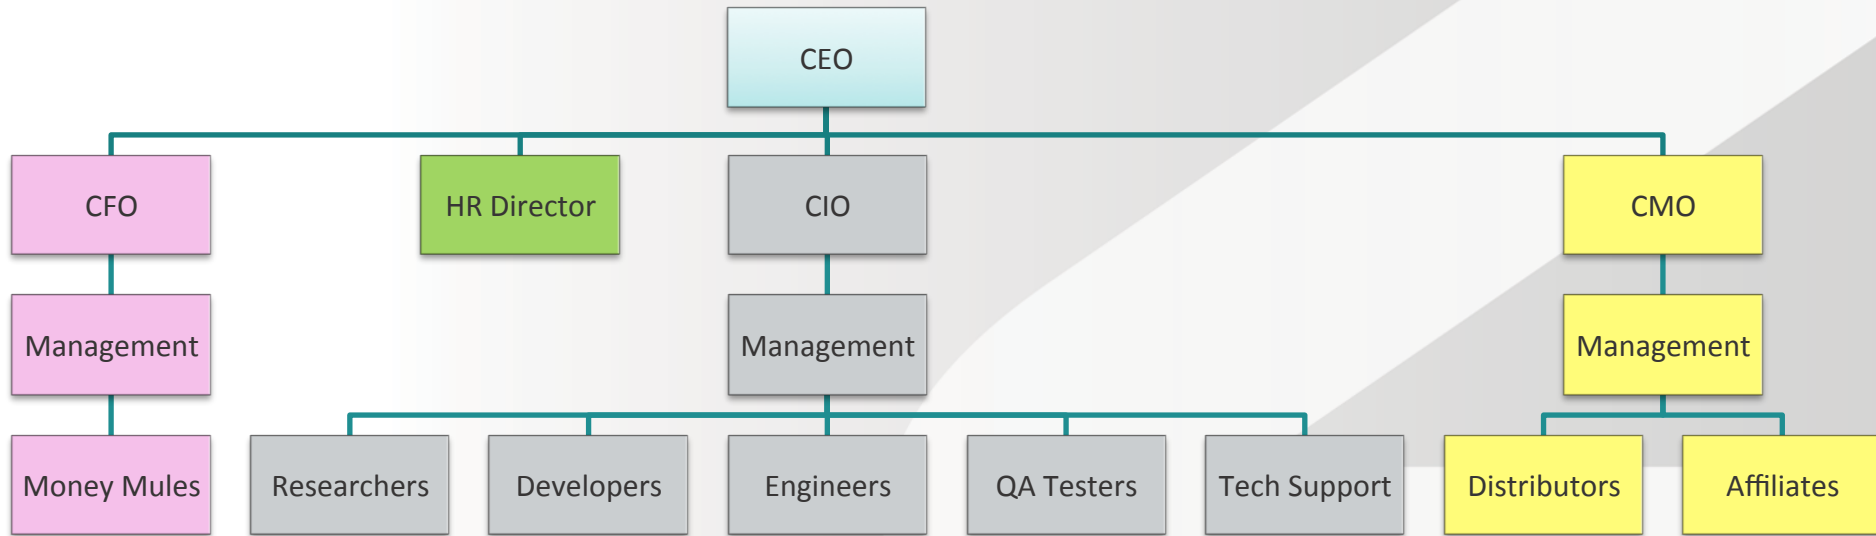 CEO
CFO
HR Director
CIO
CMO
Management
Management
Management
Money Mules
Researchers
Developers
Engineers
QA Testers
Tech Support
Distributors
Affiliates